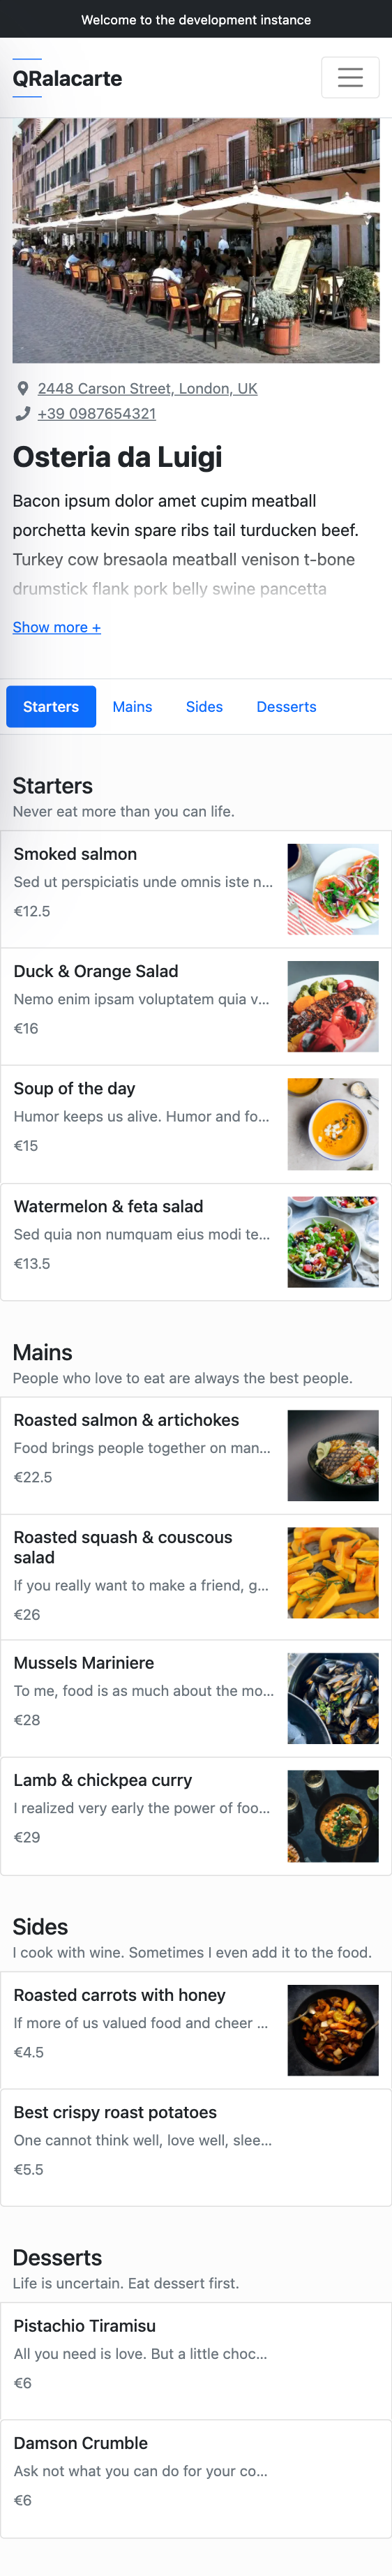 Welcome to the development instance
QRalacarte
2448 Carson Street, London, UK
+39 0987654321
Osteria da Luigi
Bacon ipsum dolor amet cupim meatball
porchetta kevin spare ribs tail turducken beef.
Turkey cow bresaola meatball venison t-bone
drumstick flank pork belly swine pancetta
Show more +
Starters Mains Sides Desserts
Starters
Never eat more than you can life.
Smoked salmon
Sed ut perspiciatis unde omnis iste n...
€12.5
Duck & Orange Salad
Nemo enim ipsam voluptatem quia v...
€16
Soup of the day
Humor keeps us alive. Humor and fo...
€15
Watermelon & feta salad
Sed quia non numquam eius modi te...
€13.5
Mains
People who love to eat are always the best people.
Roasted salmon & artichokes
Food brings people together on man...
€22.5
Roasted squash & couscous
salad
If you really want to make a friend, g...
€26
Mussels Mariniere
To me, food is as much about the mo...
€28
Lamb & chickpea curry
I realized very early the power of foo...
€29
Sides
I cook with wine. Sometimes I even add it to the food.
Roasted carrots with honey
If more of us valued food and cheer ...
€4.5
Best crispy roast potatoes
One cannot think well, love well, slee...
€5.5
Desserts
Life is uncertain. Eat dessert first.
Pistachio Tiramisu
All you need is love. But a little choc...
€6
Damson Crumble
Ask not what you can do for your co...
€6